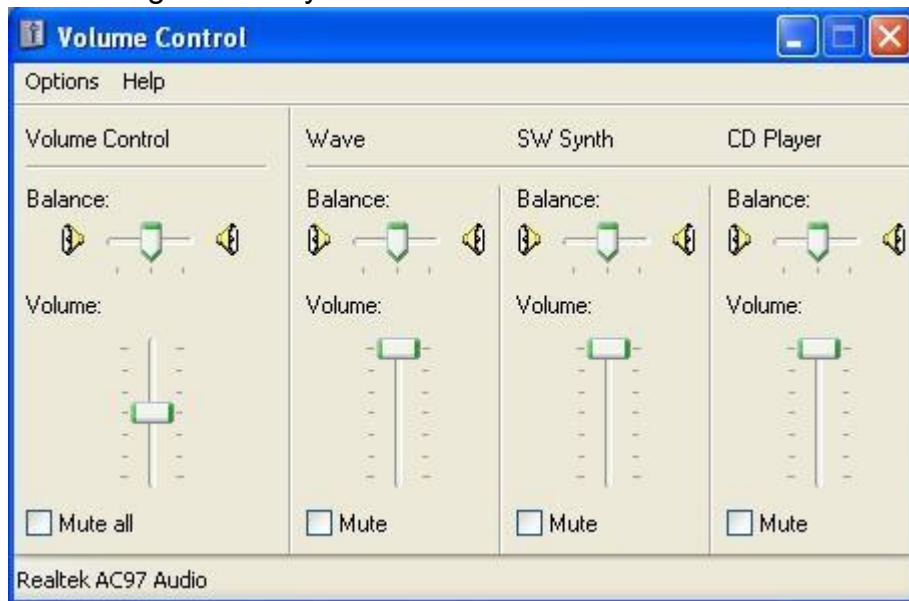 Volume Control
Options Help
Volume Control
Wave
SW Synth
CD Player
Balance:
Balance:
Balance:
Balance:
Volume:
Volume:
Volume:
Volume:
Mute all
Mute
Mute
Mute
Realtek AC97 Audio